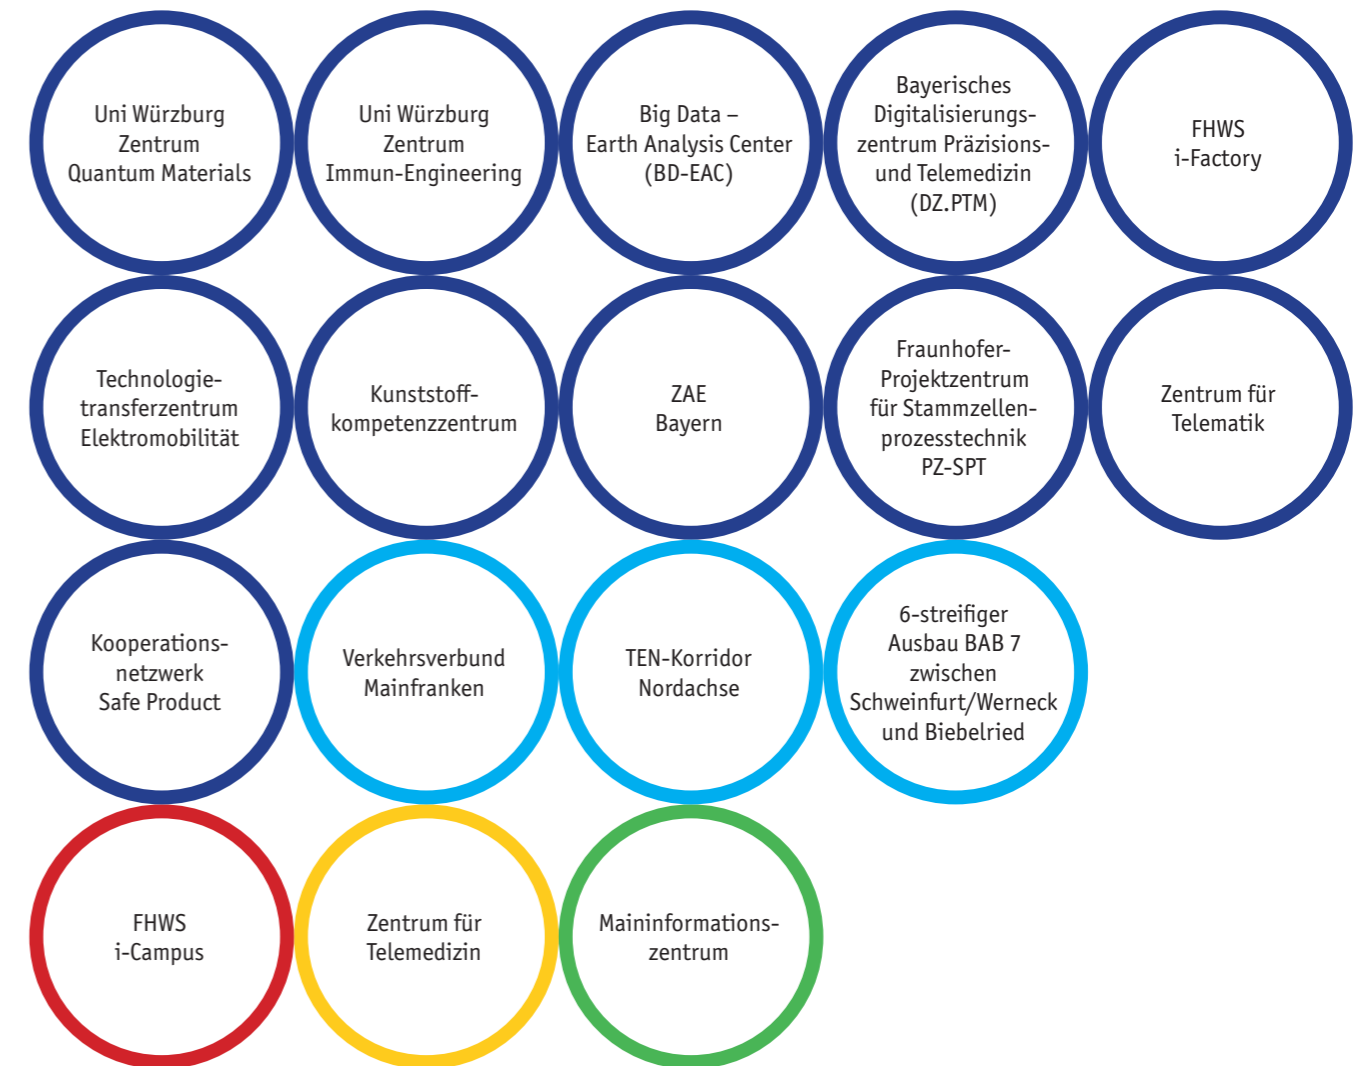 Uni Würzburg
Zentrum
Quantum Materials
Uni Würzburg
Zentrum
Immun-Engineering
Big Data –
Earth Analysis Center
(BD-EAC)
Bayerisches
Digitalisierungs-
zentrum Präzisions-
und Telemedizin
(DZ.PTM)
FHWS
i-Factory
Technologie-
transferzentrum
Elektromobilität
Kunststoff-
kompetenzzentrum
ZAE
Bayern
Fraunhofer-
Projektzentrum
für Stammzellen-
prozesstechnik
PZ-SPT
Zentrum für
Telematik
Kooperations-
netzwerk
Safe Product
Verkehrsverbund
Mainfranken
TEN-Korridor
Nordachse
6-streifiger
Ausbau BAB 7
zwischen
Schweinfurt/Werneck
und Biebelried
FHWS
i-Campus
Zentrum für
Telemedizin
Maininformations-
zentrum